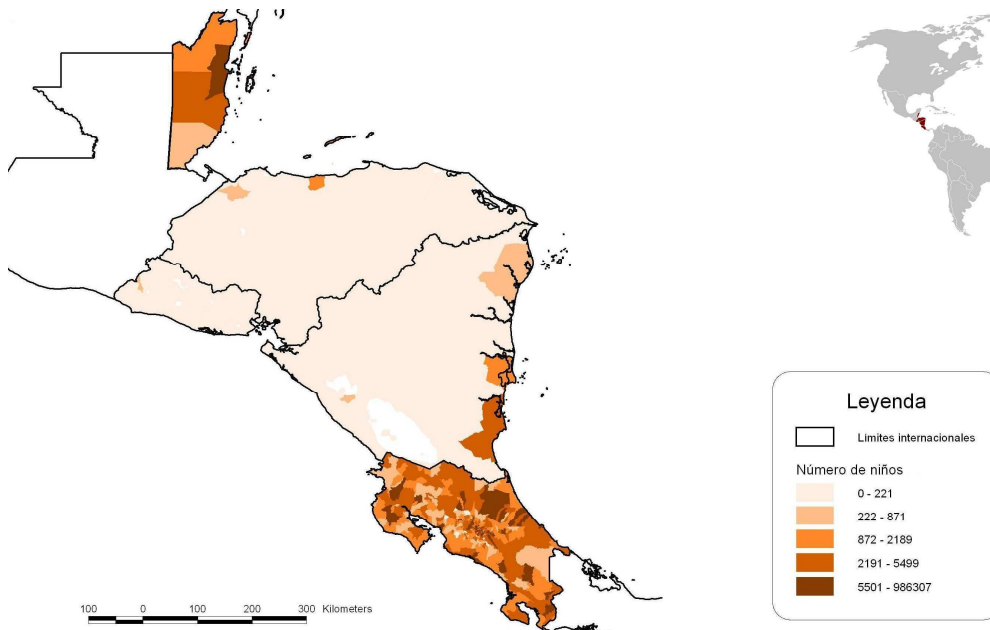 Leyenda
Limites internacionales
Número de niños
0 - 221
222 - 871
872 - 2189
2191 - 5499
5501 - 986307
100 0 100 200 300 Kilometers